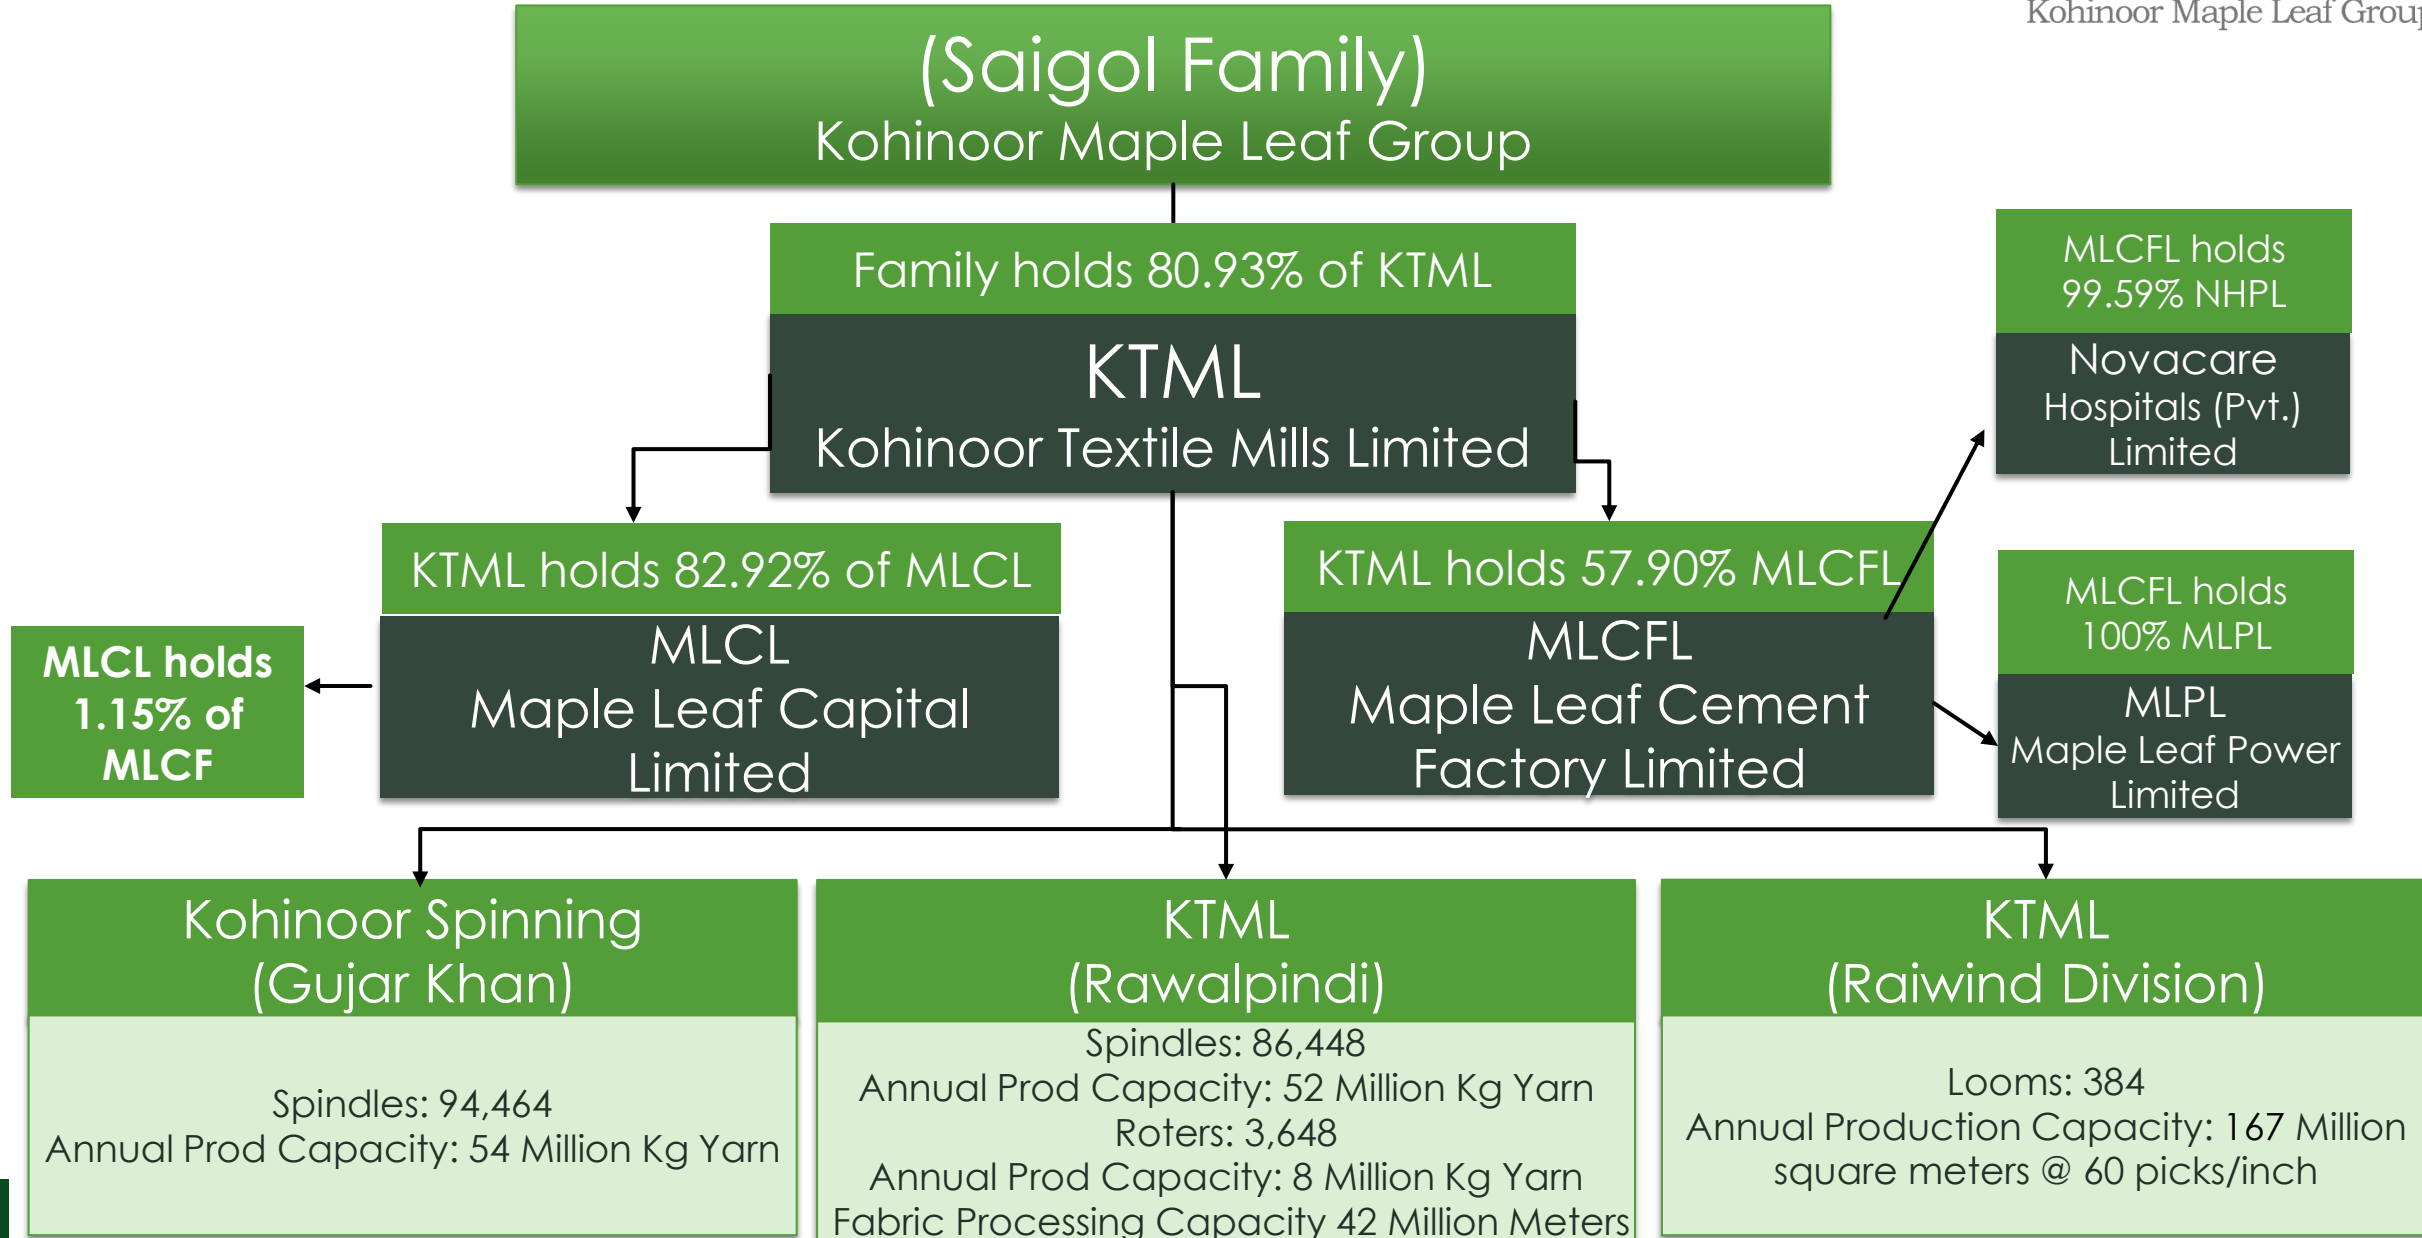 Kohinoor Maple Leaf Group
(Saigol Family)
Kohinoor Maple Leaf Group
Family holds 80.93% of KTML
KTML
Kohinoor Textile Mills Limited
MLCFL holds
99.59% NHPL
Novacare
Hospitals (Pvt.)
Limited
KTML holds 82.92% of MLCL
MLCL
Maple Leaf Capital
Limited
MLCL holds
1.15% of
MLCF
KTML holds 57.90% MLCFL
MLCFL
Maple Leaf Cement
Factory Limited
MLCFL holds
100% MLPL
MLPL
Maple Leaf Power
Limited
Kohinoor Spinning
(Gujar Khan)
Spindles: 94,464
Annual Prod Capacity: 54 Million Kg Yarn
KTML
(Rawalpindi)
Spindles: 86,448
Annual Prod Capacity: 52 Million Kg Yarn
Roters: 3,648
Annual Prod Capacity: 8 Million Kg Yarn
Fabric Processing Capacity 42 Million Meters
KTML
(Raiwind Division)
Looms: 384
Annual Production Capacity: 167 Million
square meters @ 60 picks/inch